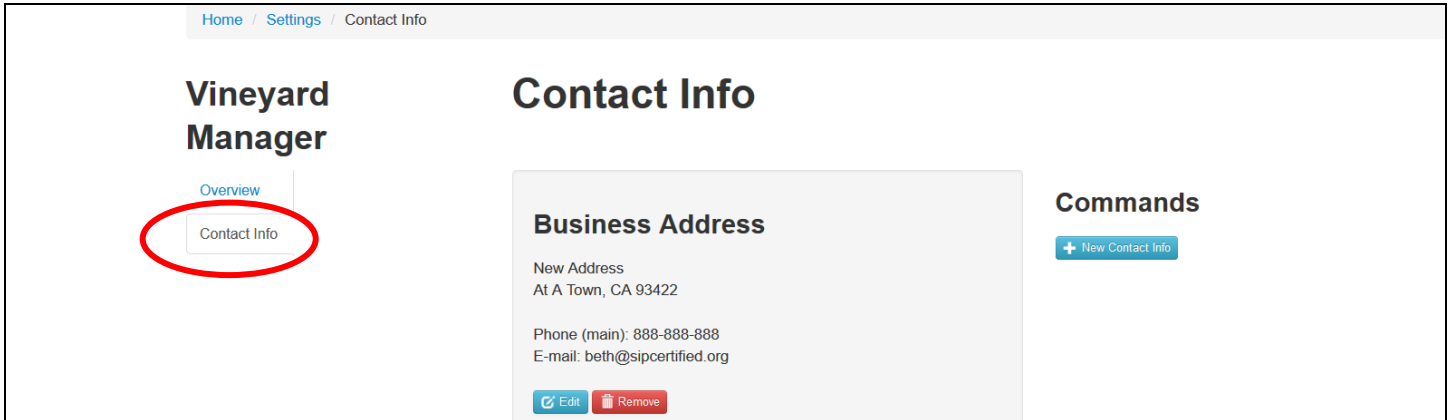 Home / Settings / Contact Info
Vineyard
Manager
Overview
Contact Info
Contact Info
Business Address
New Address
At A Town, CA 93422
Phone (main): 888-888-888
E-mail: beth@sipcertified.org
Edit Remove
Commands
New Contact Info